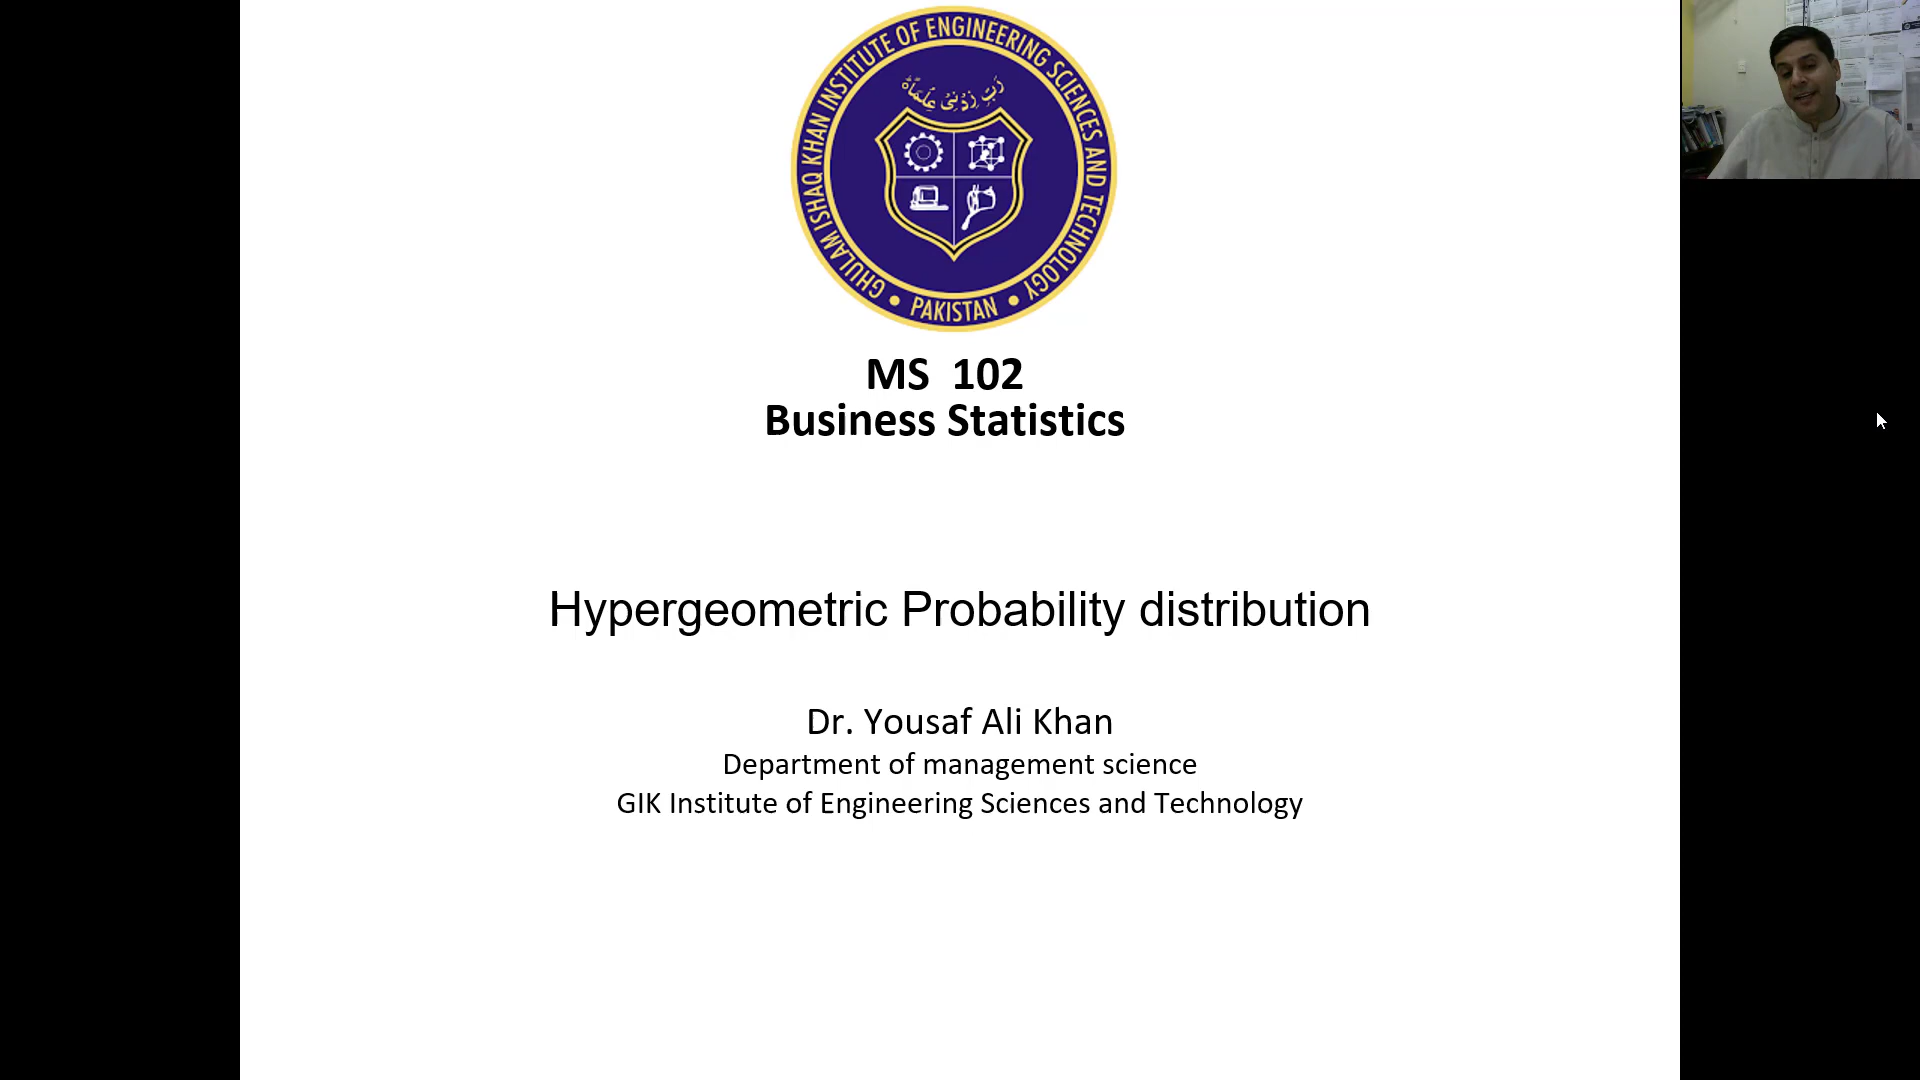 GHULAM ISHAQ KHAN INSTITUTE OF ENGINEERING SCIENCES AND TECHNOLOGY
• PAKISTAN •
رَبِّ زِدْنِي عِلْمًا
MS 102
Business Statistics
Hypergeometric Probability distribution
Dr. Yousaf Ali Khan
Department of management science
GIK Institute of Engineering Sciences and Technology